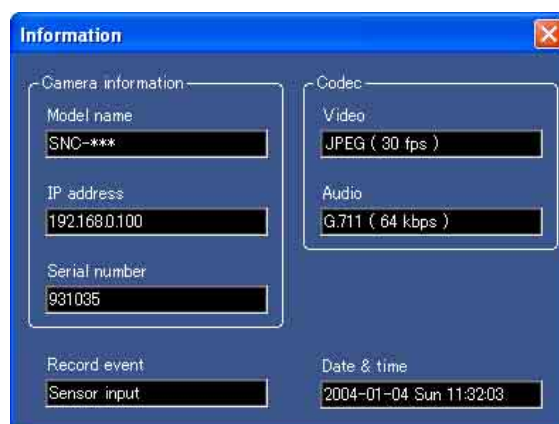 Information
Camera information
Model name
SNC-***
IP address
192.168.0.100
Serial number
931035
Codec
Video
JPEG ( 30 fps )
Audio
G.711 ( 64 kbps )
Record event
Sensor input
Date & time
2004-01-04 Sun 11:32:03